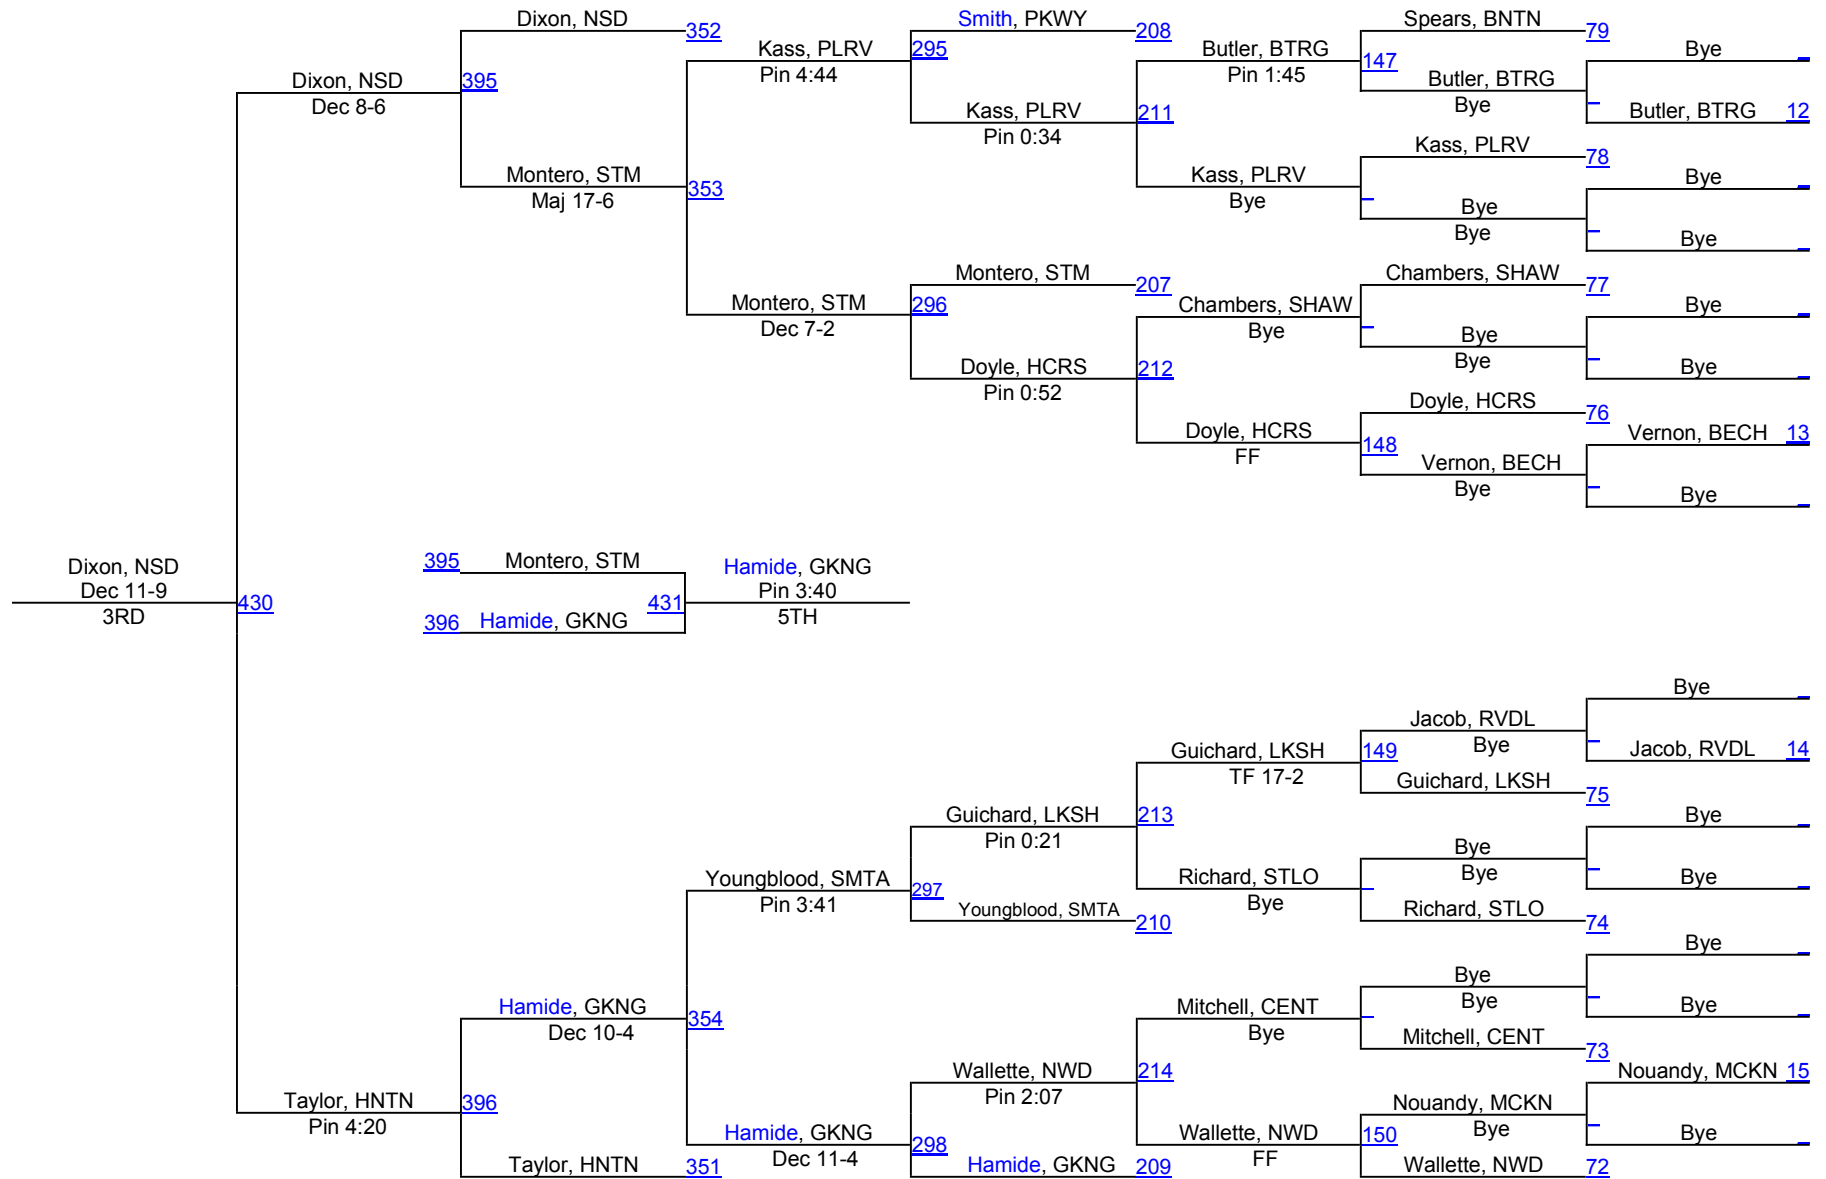 Dixon, NSD
352
Smith, PKWY
208
Spears, BNTN
79
Kass, PLRV
295
Butler, BTRG
Bye
Pin 4:44
Pin 1:45
147
Dixon, NSD
395
Butler, BTRG
Dec 8-6
Kass, PLRV
211
Bye
Butler, BTRG
12
Pin 0:34
Kass, PLRV
78
Montero, STM
353
Kass, PLRV
Bye
Maj 17-6
Bye
Bye
Bye
Bye
Montero, STM
207
Chambers, SHAW
77
Montero, STM
296
Chambers, SHAW
Bye
Dec 7-2
Bye
Bye
Doyle, HCRS
212
Bye
Bye
Pin 0:52
Doyle, HCRS
76
Doyle, HCRS
148
Vernon, BECH
13
FF
Vernon, BECH
Bye
Bye
Dixon, NSD
395
Montero, STM
Hamide, GKNG
Dec 11-9
Pin 3:40
3RD
430
431
5TH
396
Hamide, GKNG
Bye
Jacob, RVDL
Guichard, LKSH
149
Bye
Jacob, RVDL
14
TF 17-2
Guichard, LKSH
75
Guichard, LKSH
213
Bye
Pin 0:21
Bye
Youngblood, SMTA
297
Richard, STLO
Bye
Bye
Pin 3:41
Youngblood, SMTA
210
Bye
Richard, STLO
74
Bye
Bye
Hamide, GKNG
354
Mitchell, CENT
Bye
Bye
Dec 10-4
Bye
Mitchell, CENT
73
Wallette, NWD
214
Nouandy, MCKN
15
Taylor, HNTN
396
Pin 2:07
Nouandy, MCKN
Pin 4:20
Hamide, GKNG
298
Wallette, NWD
150
Bye
Bye
Taylor, HNTN
351
Dec 11-4
Hamide, GKNG
209
FF
Wallette, NWD
72